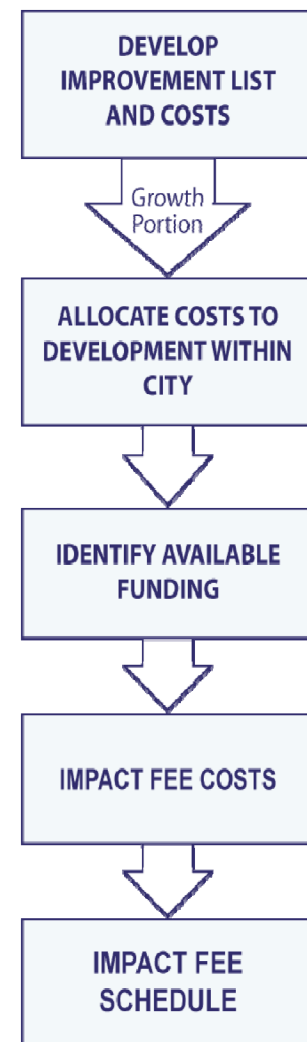 DEVELOP
IMPROVEMENT LIST
AND COSTS
Growth
Portion
ALLOCATE COSTS TO
DEVELOPMENT WITHIN
CITY
IDENTIFY AVAILABLE
FUNDING
IMPACT FEE COSTS
IMPACT FEE
SCHEDULE